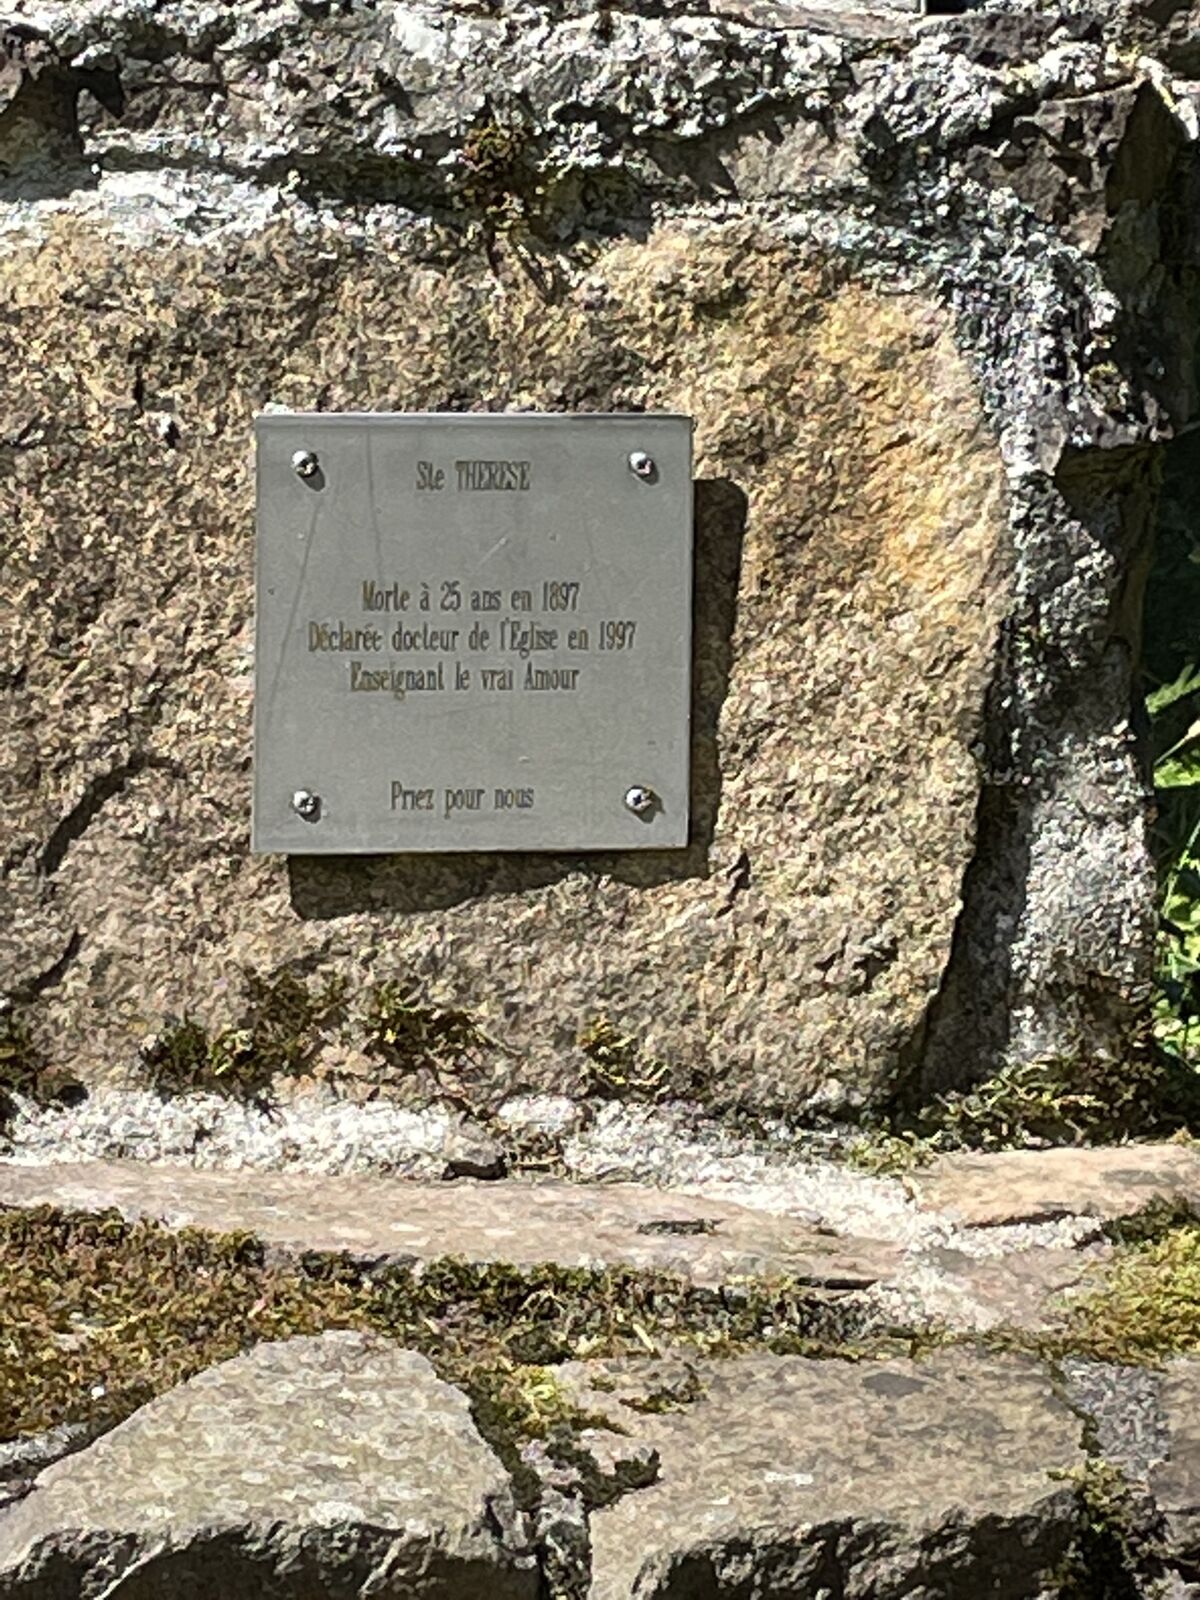 Ste THERESE
Morte à 25 ans en 1897
Déclarée docteur de l'Eglise en 1997
Enseignant le vrai Amour
Priez pour nous